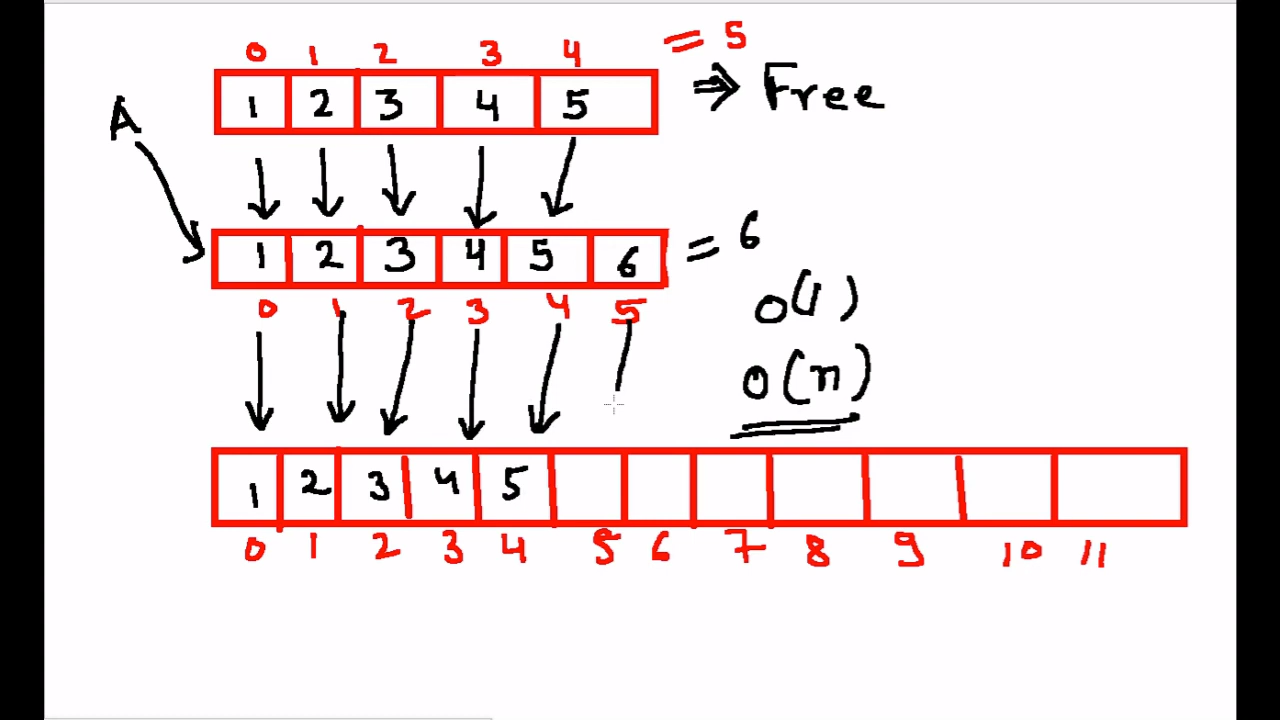 0 1 2 3 4 = 5
1 2 3 4 5 ⇒ Free
A
1 2 3 4 5 6 = 6
0 1 2 3 4 5
O(1)
O(n)
1 2 3 4 5
0 1 2 3 4 5 6 7 8 9 10 11